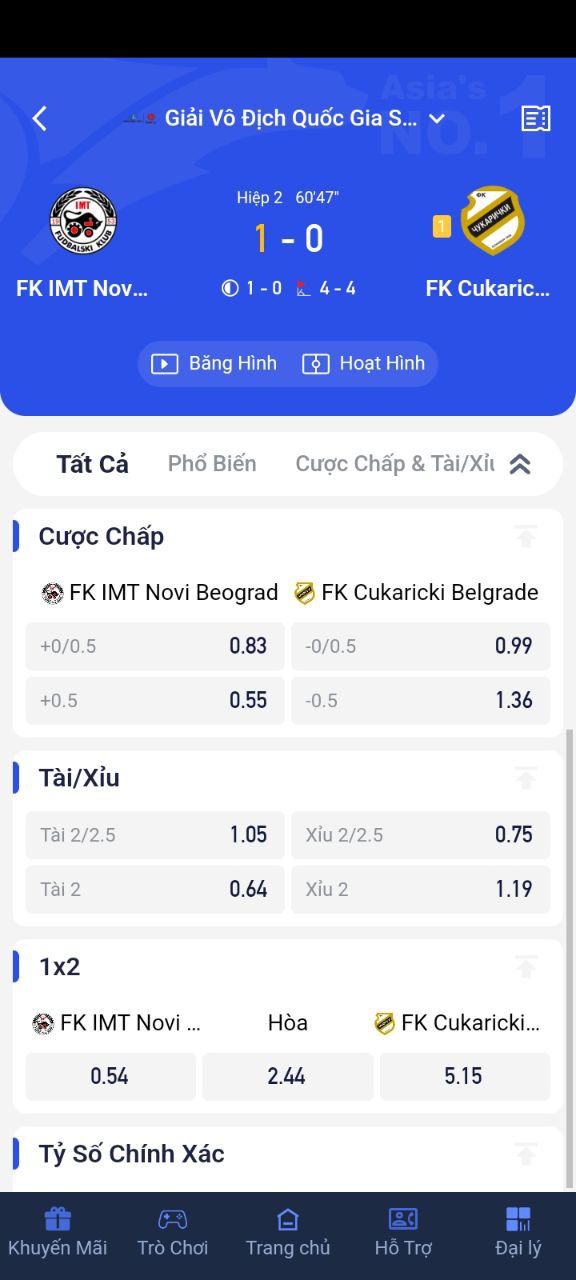 Asia's
NO.1
Giải Vô Địch Quốc Gia S...
Hiệp 2 60'47"
1 - 0
1
IMT
FUDBALSKI KLUB
ФК
ЧУКАРИЧКИ
FK IMT Nov...
1 - 0 4 - 4
FK Cukaric...
Băng Hình Hoạt Hình
Tất Cả Phổ Biến Cược Chấp & Tài/Xỉu
Cược Chấp
FK IMT Novi Beograd FK Cukaricki Belgrade
+0/0.5 0.83 -0/0.5 0.99
+0.5 0.55 -0.5 1.36
Tài/Xỉu
Tài 2/2.5 1.05 Xỉu 2/2.5 0.75
Tài 2 0.64 Xỉu 2 1.19
1x2
FK IMT Novi ... Hòa FK Cukaricki...
0.54 2.44 5.15
Tỷ Số Chính Xác
Khuyến Mãi Trò Chơi Trang chủ Hỗ Trợ Đại lý